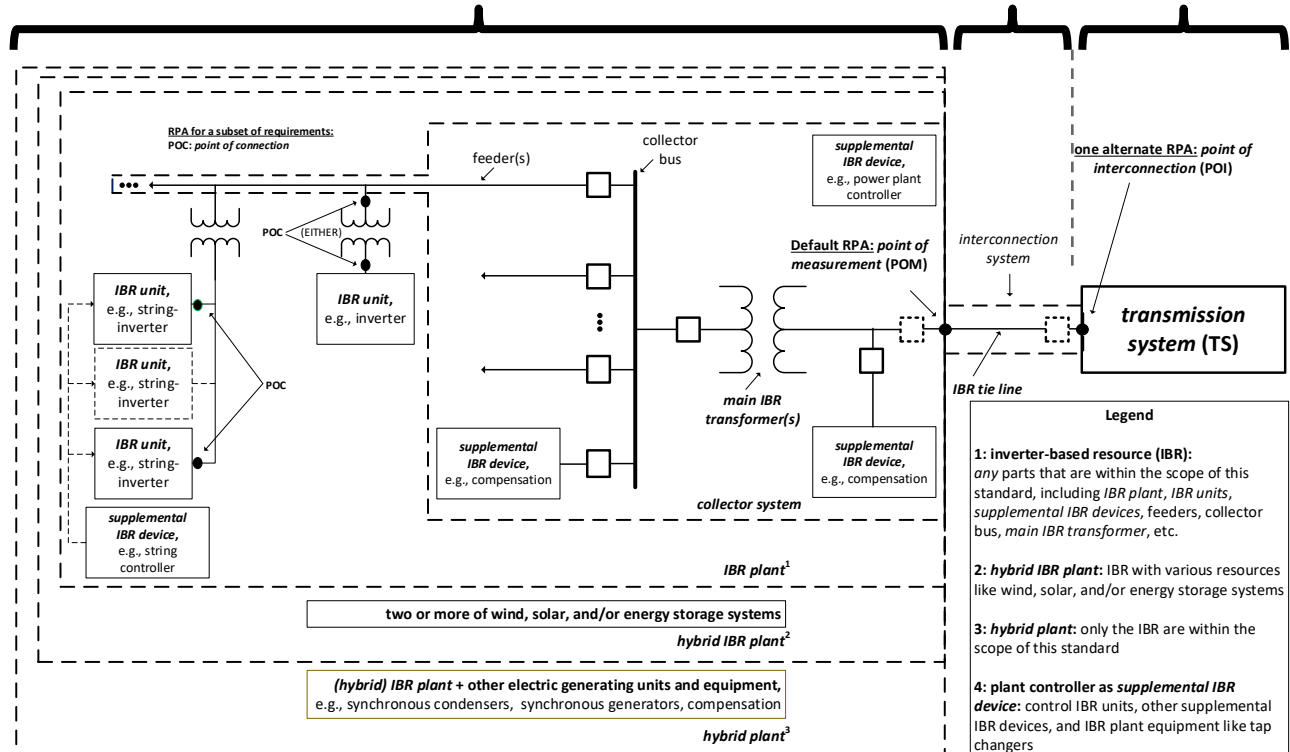 RPA for a subset of requirements:
POC: point of connection
feeder(s)
collector
bus
supplemental
IBR device,
e.g., power plant
controller
one alternate RPA: point of
interconnection (POI)
•••
POC
(EITHER)
Default RPA: point of
measurement (POM)
interconnection
system
IBR unit,
e.g., string-
inverter
IBR unit,
e.g., inverter
•••
transmission
system (TS)
IBR unit,
e.g., string-
inverter
POC
main IBR
transformer(s)
IBR tie line
IBR unit,
e.g., string-
inverter
supplemental
IBR device,
e.g., compensation
supplemental
IBR device,
e.g., compensation
collector system
supplemental
IBR device,
e.g., string
controller
IBR plant1
two or more of wind, solar, and/or energy storage systems
hybrid IBR plant2
(hybrid) IBR plant + other electric generating units and equipment,
e.g., synchronous condensers, synchronous generators, compensation
hybrid plant3
Legend
1: inverter-based resource (IBR):
any parts that are within the scope of this
standard, including IBR plant, IBR units,
supplemental IBR devices, feeders, collector
bus, main IBR transformer, etc.
2: hybrid IBR plant: IBR with various resources
like wind, solar, and/or energy storage systems
3: hybrid plant: only the IBR are within the
scope of this standard
4: plant controller as supplemental IBR
device: control IBR units, other supplemental
IBR devices, and IBR plant equipment like tap
changers